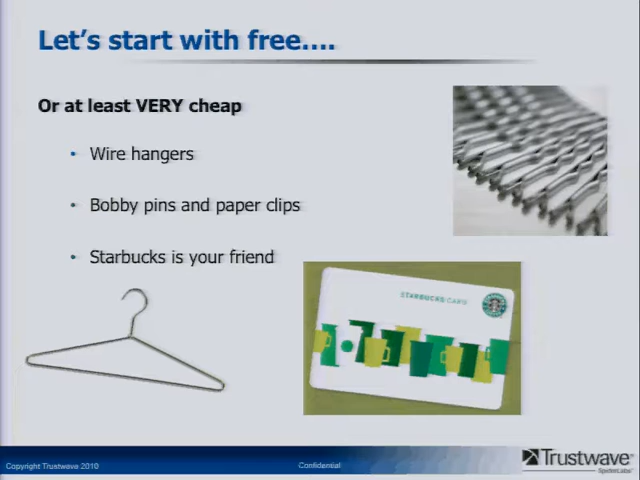 Let's start with free....
Or at least VERY cheap
• Wire hangers
• Bobby pins and paper clips
• Starbucks is your friend
STARBUCKS CARD
Copyright Trustwave 2010
Confidential
Trustwave
SpiderLabs